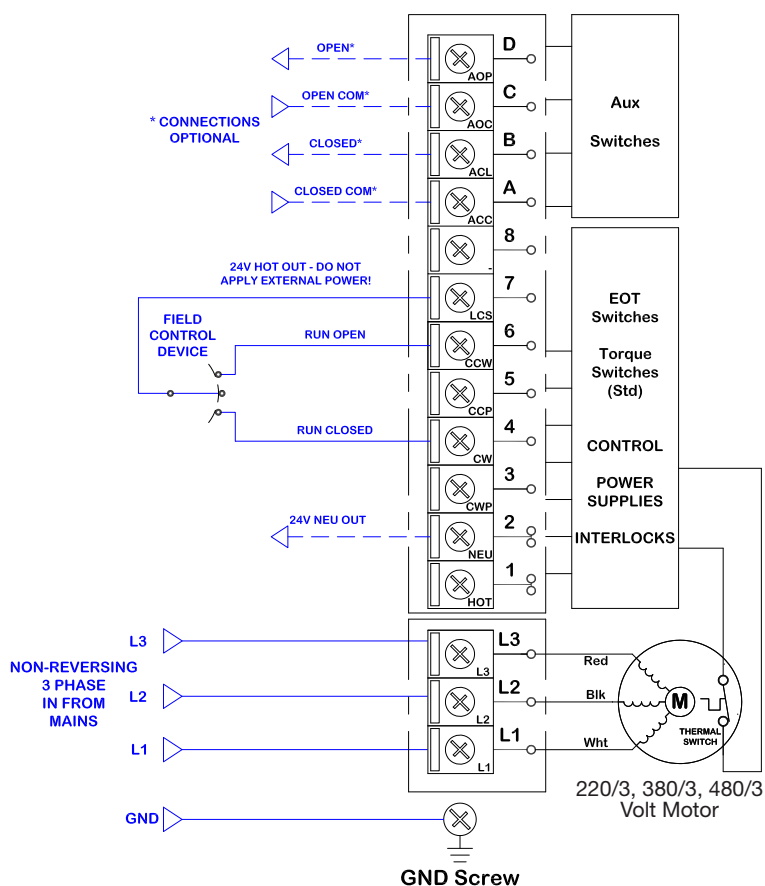 OPEN*
D
AOP
OPEN COM*
C
AOC
* CONNECTIONS
OPTIONAL
CLOSED*
B
ACL
CLOSED COM*
A
ACC
Aux
Switches
8
-
24V HOT OUT - DO NOT
APPLY EXTERNAL POWER!
7
LCS
FIELD
CONTROL
DEVICE
RUN OPEN
6
CCW
5
CCP
RUN CLOSED
4
CW
3
CWP
24V NEU OUT
2
NEU
1
HOT
EOT
Switches
Torque
Switches
(Std)
CONTROL
POWER
SUPPLIES
INTERLOCKS
NON-REVERSING
3 PHASE
IN FROM
MAINS
L3
L3
L3
Red
L2
L2
L2
Blk
L1
L1
L1
Wht
M
THERMAL
SWITCH
220/3, 380/3, 480/3
Volt Motor
GND
GND Screw